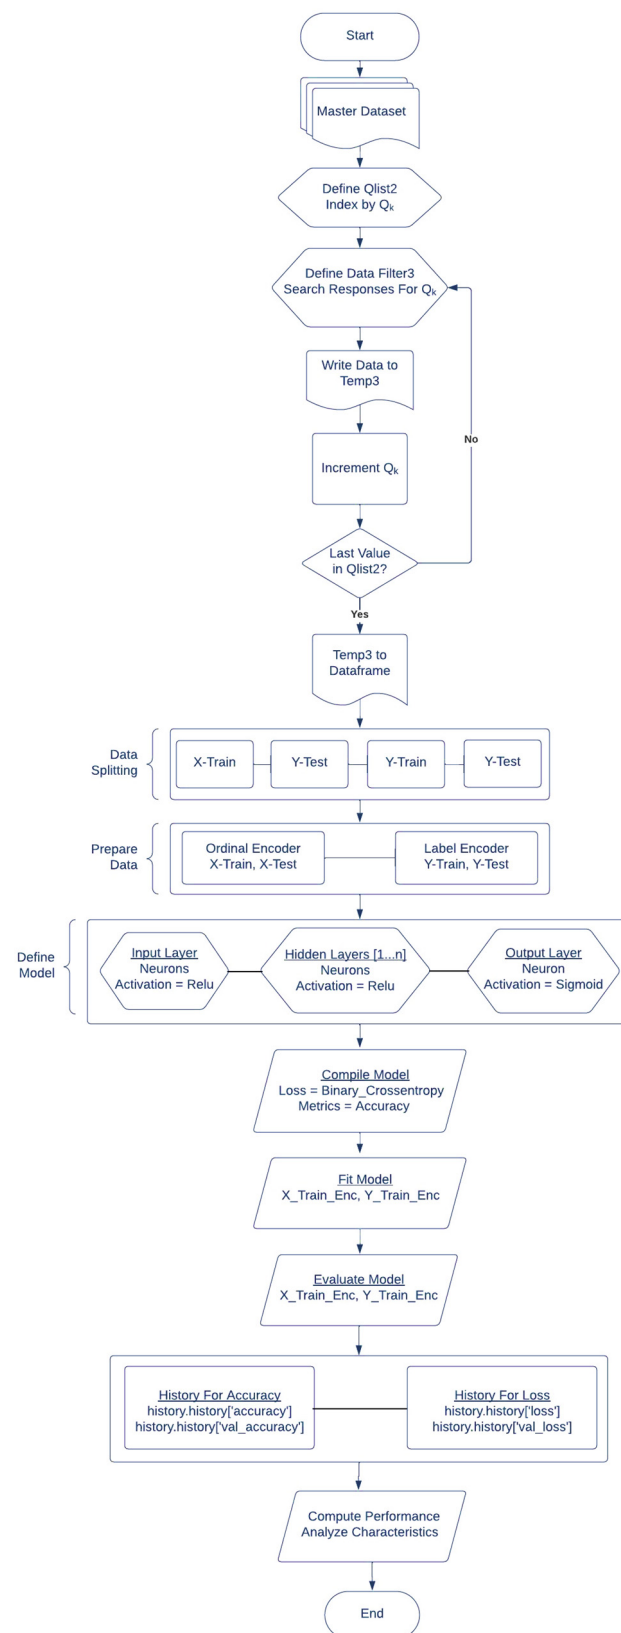 Start
Master Dataset
Define Qlist2
Index by Qk
Define Data Filter3
Search Responses For Qk
Write Data to
Temp3
No
Increment Qk
Last Value
in Qlist2?
Yes
Temp3 to
Dataframe
Data
Splitting
X-Train
Y-Test
Y-Train
Y-Test
Prepare
Data
Ordinal Encoder
X-Train, X-Test
Label Encoder
Y-Train, Y-Test
Define
Model
Input Layer
Neurons
Activation = Relu
Hidden Layers [1...n]
Neurons
Activation = Relu
Output Layer
Neuron
Activation = Sigmoid
Compile Model
Loss = Binary_Crossentropy
Metrics = Accuracy
Fit Model
X_Train_Enc, Y_Train_Enc
Evaluate Model
X_Train_Enc, Y_Train_Enc
History For Accuracy
history.history['accuracy']
history.history['val_accuracy']
History For Loss
history.history['loss']
history.history['val_loss']
Compute Performance
Analyze Characteristics
End